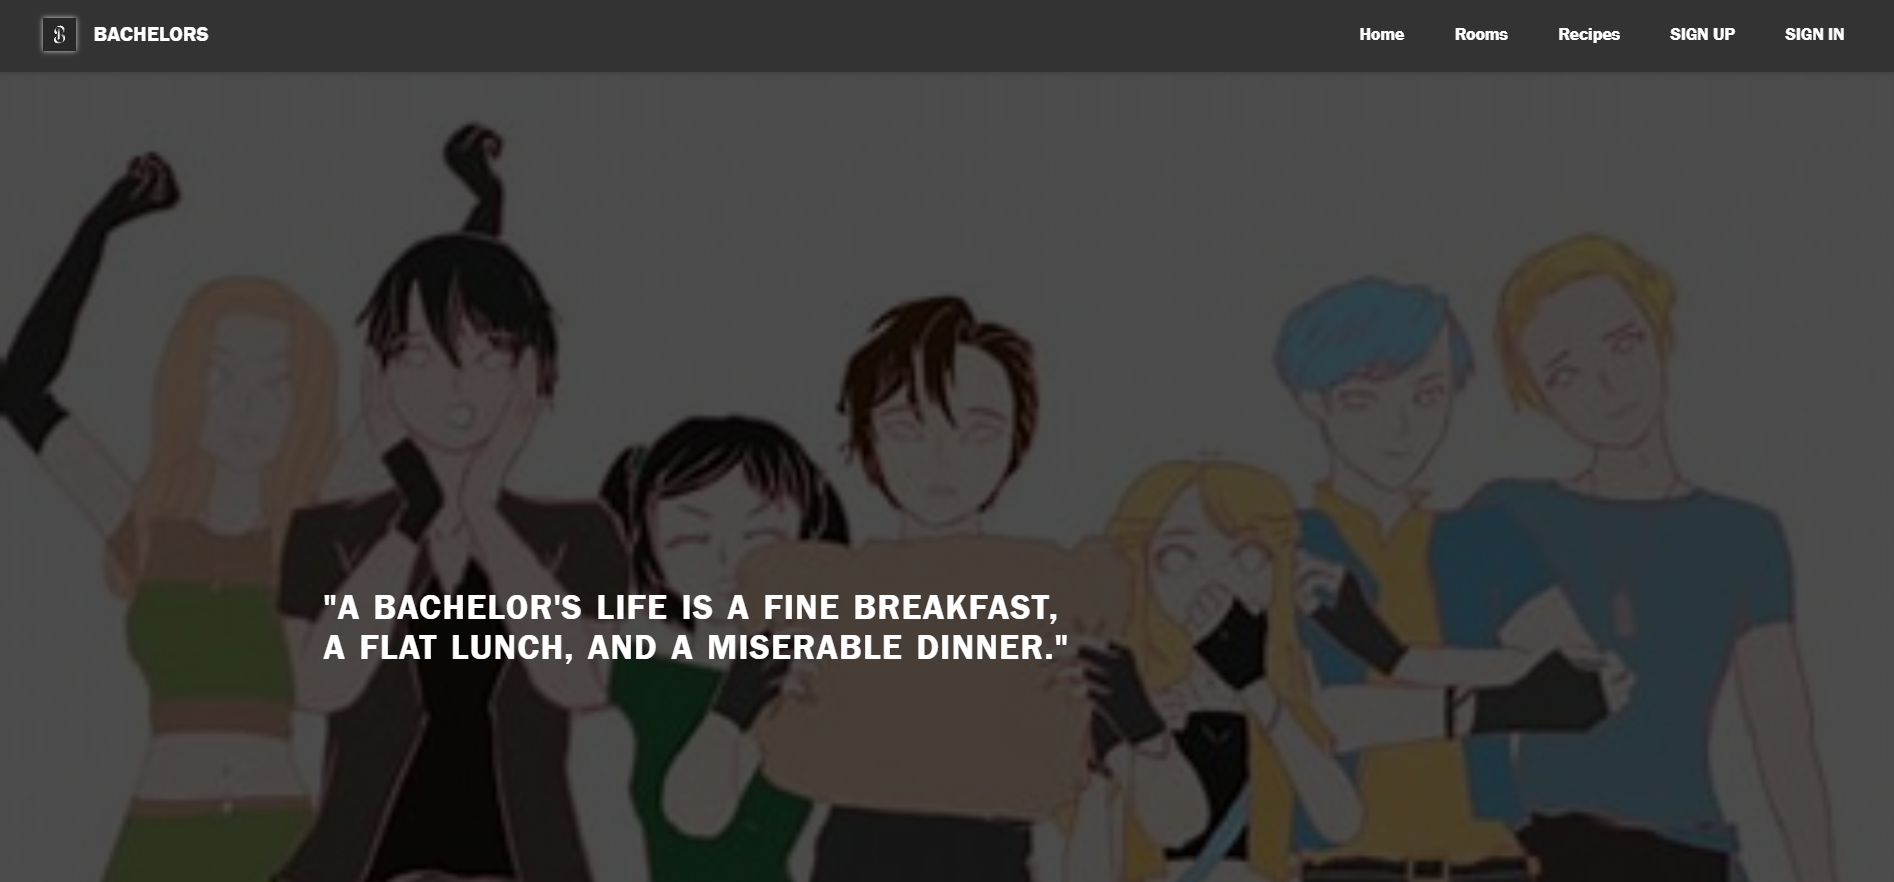 BACHELORS
Home Rooms Recipes SIGN UP SIGN IN
"A BACHELOR'S LIFE IS A FINE BREAKFAST,
A FLAT LUNCH, AND A MISERABLE DINNER."